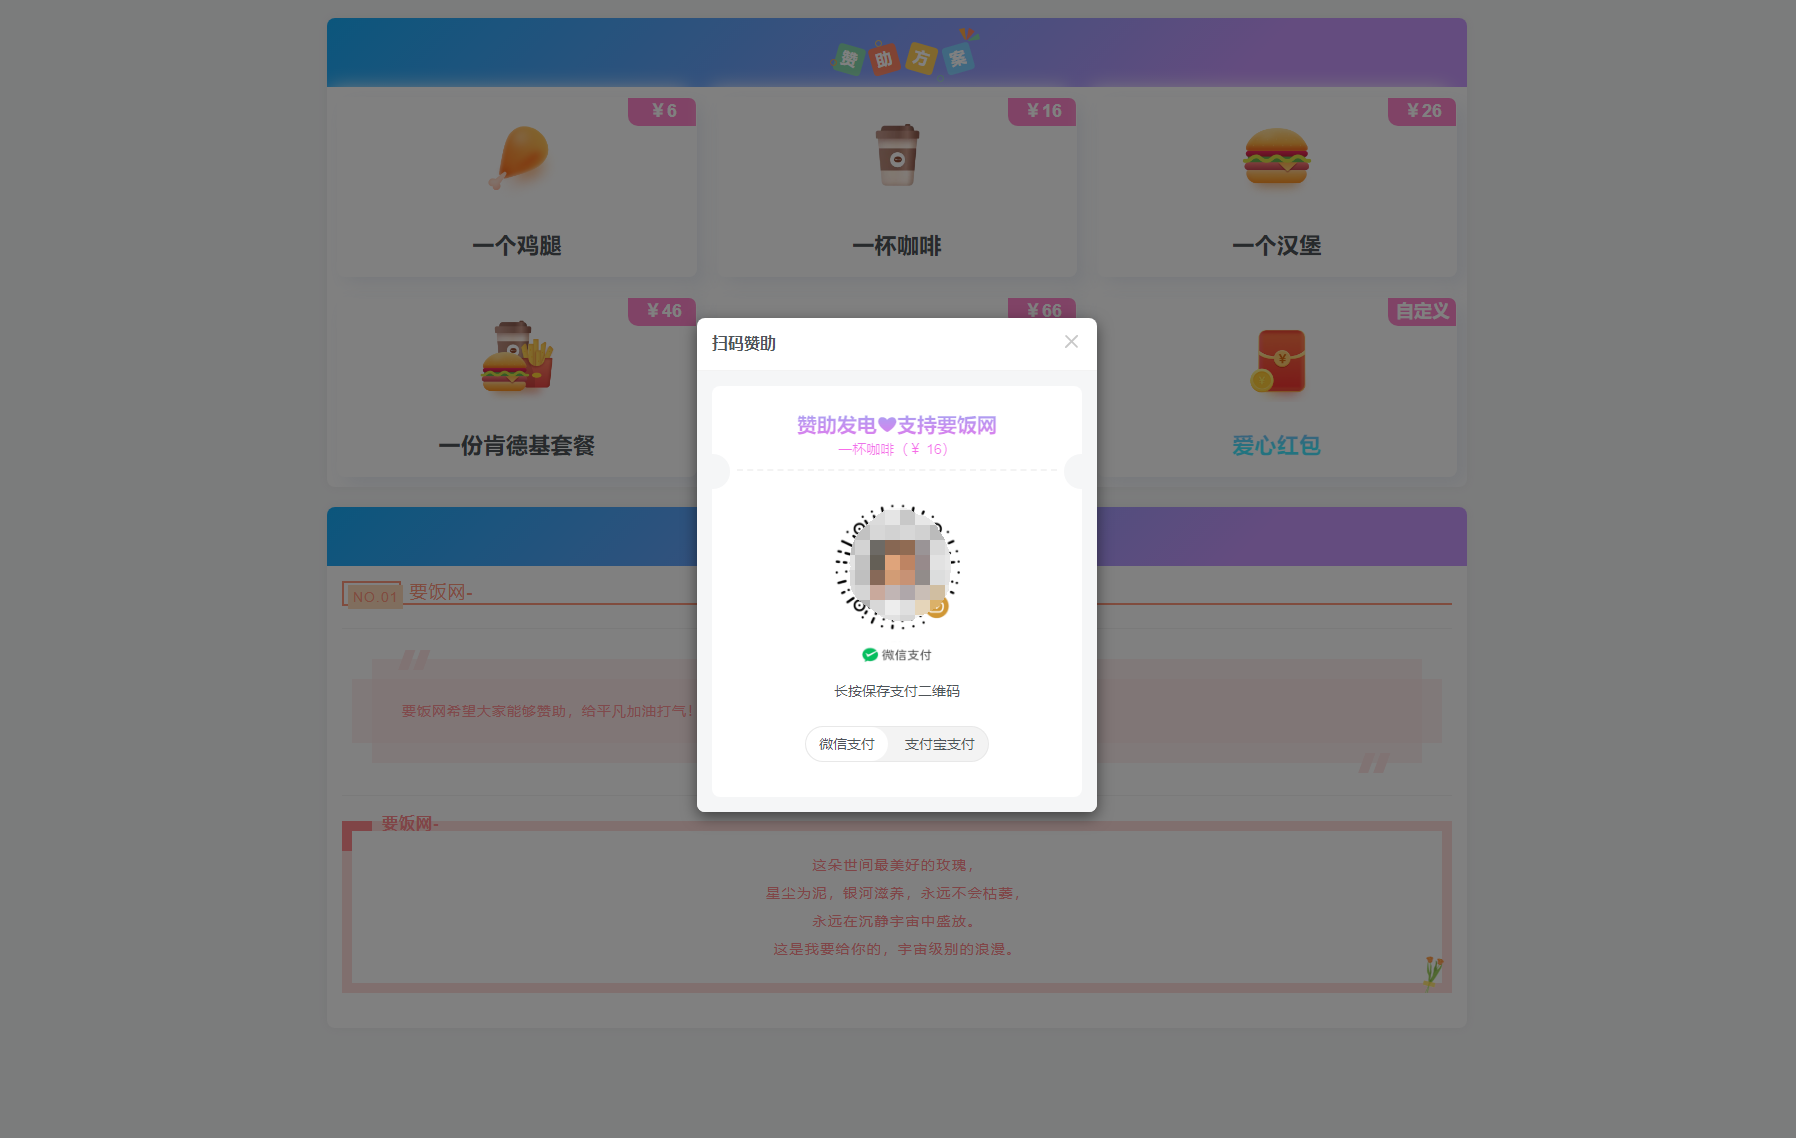 赞助方案
¥6
¥16
¥26
一个鸡腿
一杯咖啡
一个汉堡
¥46
¥66
自定义
一份肯德基套餐
爱心红包
扫码赞助
赞助发电支持要饭网
一杯咖啡（¥ 16）
微信支付
长按保存支付二维码
微信支付
支付宝支付
NO.01 要饭网-
要饭网希望大家能够赞助，给平凡加油打气！
要饭网-
这朵世间最美好的玫瑰，
星尘为泥，银河滋养，永远不会枯萎，
永远在沉静宇宙中盛放。
这是我要给你的，宇宙级别的浪漫。